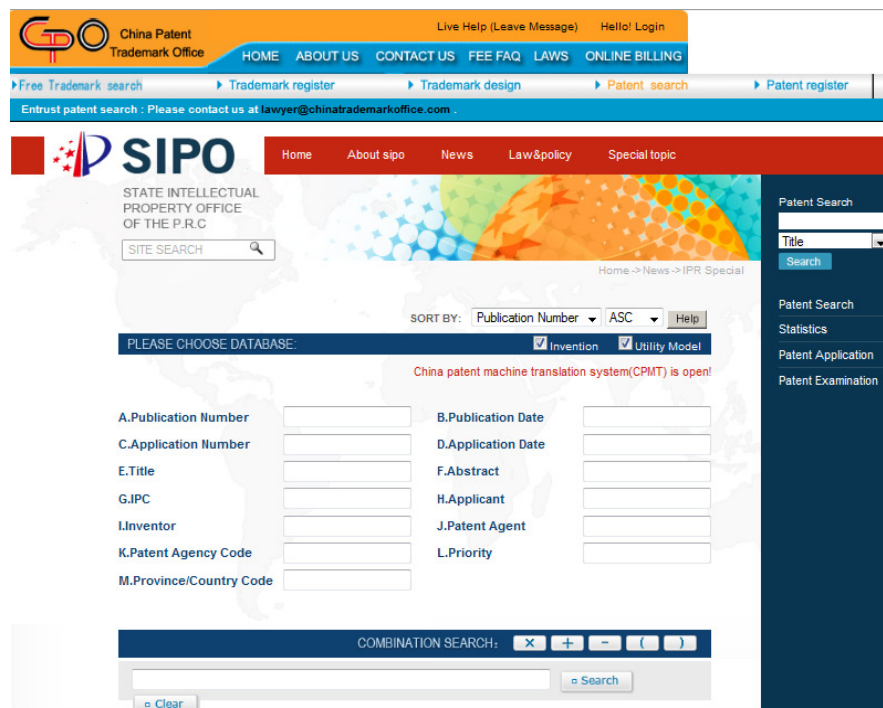 CPO
China Patent
Trademark Office
Live Help (Leave Message) Hello! Login
HOME ABOUT US CONTACT US FEE FAQ LAWS ONLINE BILLING
Free Trademark search Trademark register Trademark design Patent search Patent register
Entrust patent search : Please contact us at lawyer@chinatrademarkoffice.com .
SIPO
Home About sipo News Law&policy Special topic
STATE INTELLECTUAL
PROPERTY OFFICE
OF THE P.R.C
SITE SEARCH
Home->News->IPR Special
Patent Search
Title
Search
Patent Search
Statistics
Patent Application
Patent Examination
SORT BY: Publication Number ASC Help
PLEASE CHOOSE DATABASE: Invention Utility Model
China patent machine translation system(CPMT) is open!
A.Publication Number B.Publication Date
C.Application Number D.Application Date
E.Title F.Abstract
G.IPC H.Applicant
I.Inventor J.Patent Agent
K.Patent Agency Code L.Priority
M.Province/Country Code
COMBINATION SEARCH: × + - ( )
Search
Clear